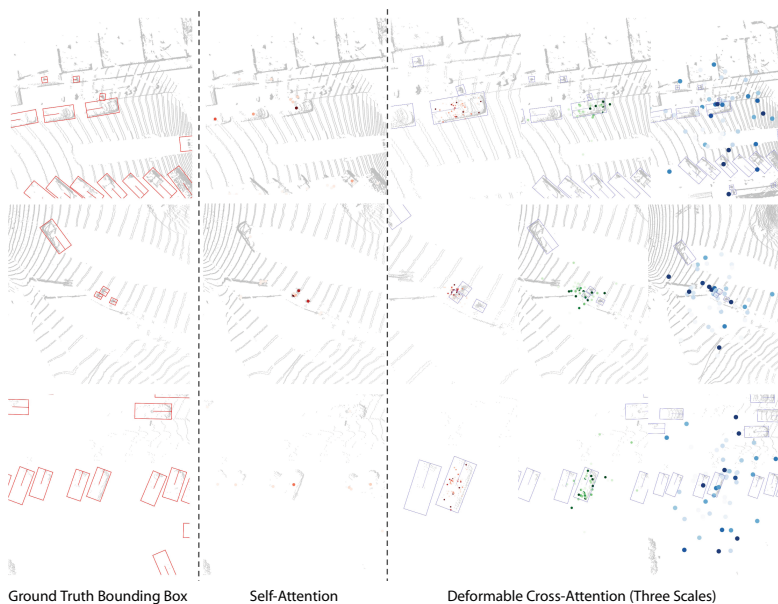 Ground Truth Bounding Box
Self-Attention
Deformable Cross-Attention (Three Scales)